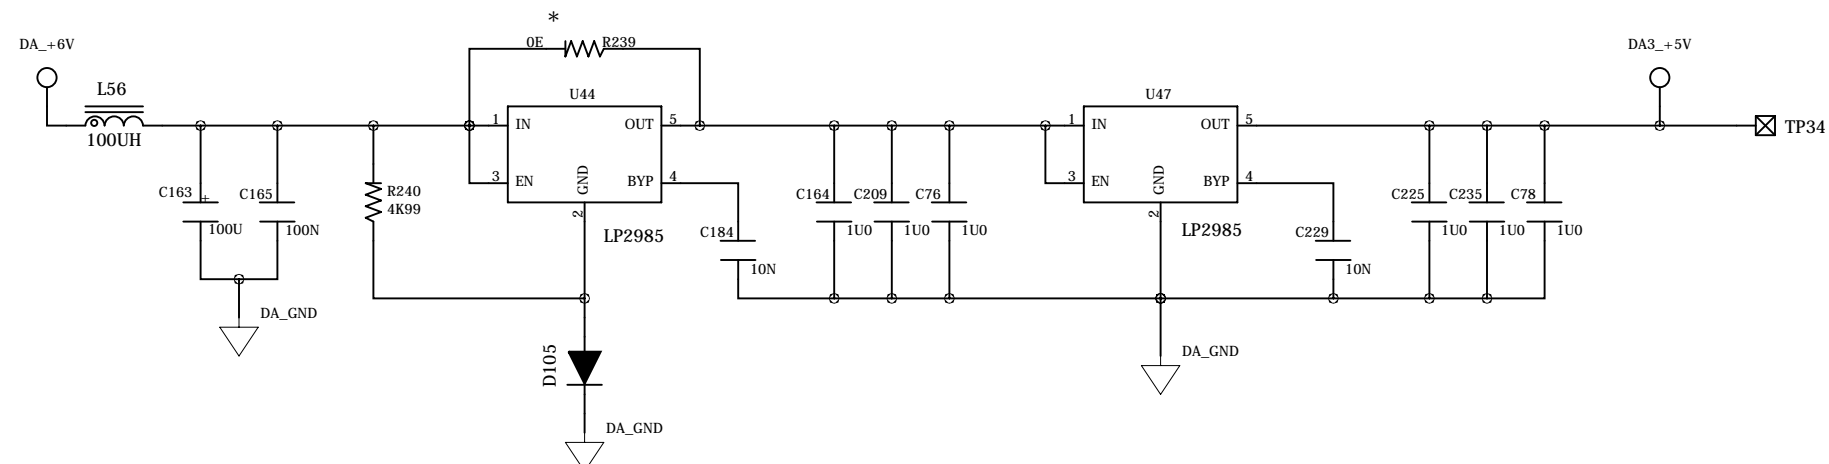 *
DA_+6V
0E
R239
DA3_+5V
L56
100UH
U44
1
IN
OUT
5
3
EN
GND
BYP
4
2
LP2985
U47
1
IN
OUT
5
3
EN
GND
BYP
4
2
LP2985
TP34
C163
+
100U
C165
100N
R240
4K99
C184
10N
C164
1U0
C209
1U0
C76
1U0
C229
10N
C225
1U0
C235
1U0
C78
1U0
DA_GND
D105
DA_GND
DA_GND